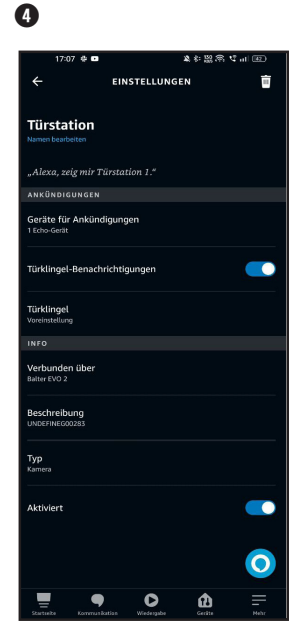 4
17:07
EINSTELLUNGEN
Türstation
Namen bearbeiten
„Alexa, zeig mir Türstation 1.“
ANKÜNDIGUNGEN
Geräte für Ankündigungen
1 Echo-Gerät
Türklingel-Benachrichtigungen
Türklingel
Voreinstellung
INFO
Verbunden über
Balter EVO 2
Beschreibung
UNDEFINEG00283
Typ
Kamera
Aktiviert
Startseite Kommunikation Wiedergabe Geräte Mehr